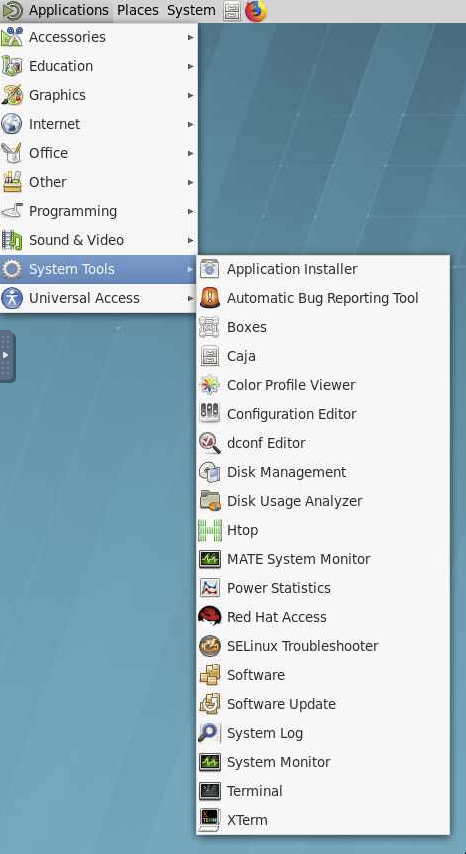 Applications Places System
Accessories
Education
Graphics
Internet
Office
Other
Programming
Sound & Video
System Tools
Universal Access
Application Installer
Automatic Bug Reporting Tool
Boxes
Caja
Color Profile Viewer
Configuration Editor
dconf Editor
Disk Management
Disk Usage Analyzer
Htop
MATE System Monitor
Power Statistics
Red Hat Access
SELinux Troubleshooter
Software
Software Update
System Log
System Monitor
Terminal
XTerm